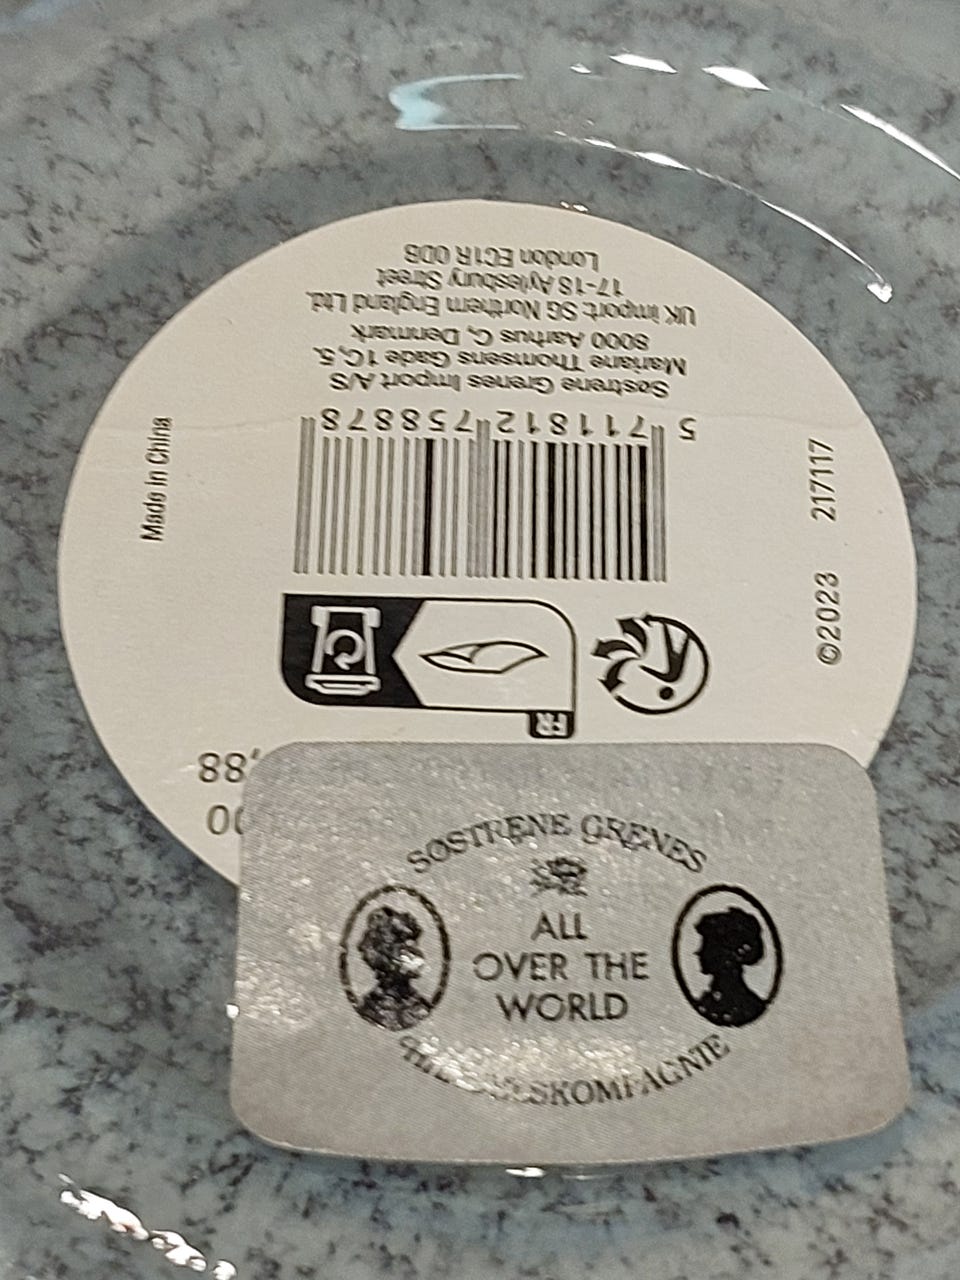 Søstrene Grenes Import A/S
Mariane Thomsens Gade 1C,5.
8000 Aarhus C, Denmark
UK import: SG Northern England Ltd.
17-18 Aylesbury Street
London EC1R 0DB
5 711812 758878
Made in China
©2023 217117
FR
,88
00
SØSTRENE GRENES
ALL
OVER THE
WORLD